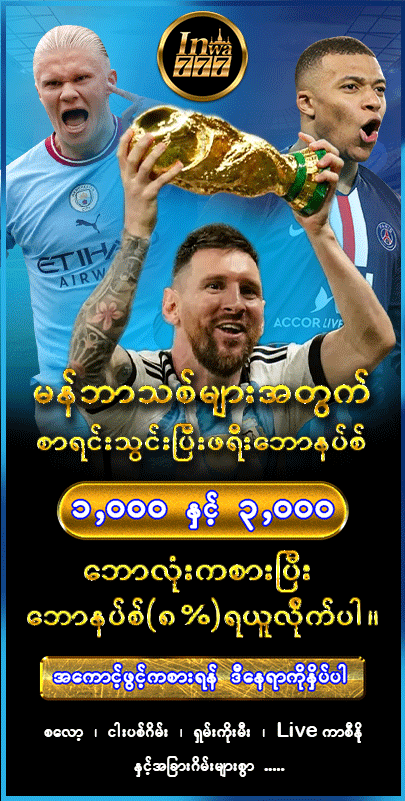 Inwa
777
ETIHAD
AIRWAYS
ACCOR LIVE
မန်ဘာသစ်များအတွက်
စာရင်းသွင်းပြီးဖရီးဘောနပ်စ်
၁,၀၀၀ နှင့် ၃,၀၀၀
ဘောလုံးကစားပြီး
ဘောနပ်စ်(၈%)ရယူလိုက်ပါ။
အကောင့်ဖွင့်ကစားရန် ဒီနေရာကိုနှိပ်ပါ
စလော့ ၊ ငါးပစ်ဂိမ်း ၊ ရှမ်းကိုးမီး ၊ Live ကာစီနို
နှင့်အခြားဂိမ်းများစွာ .....